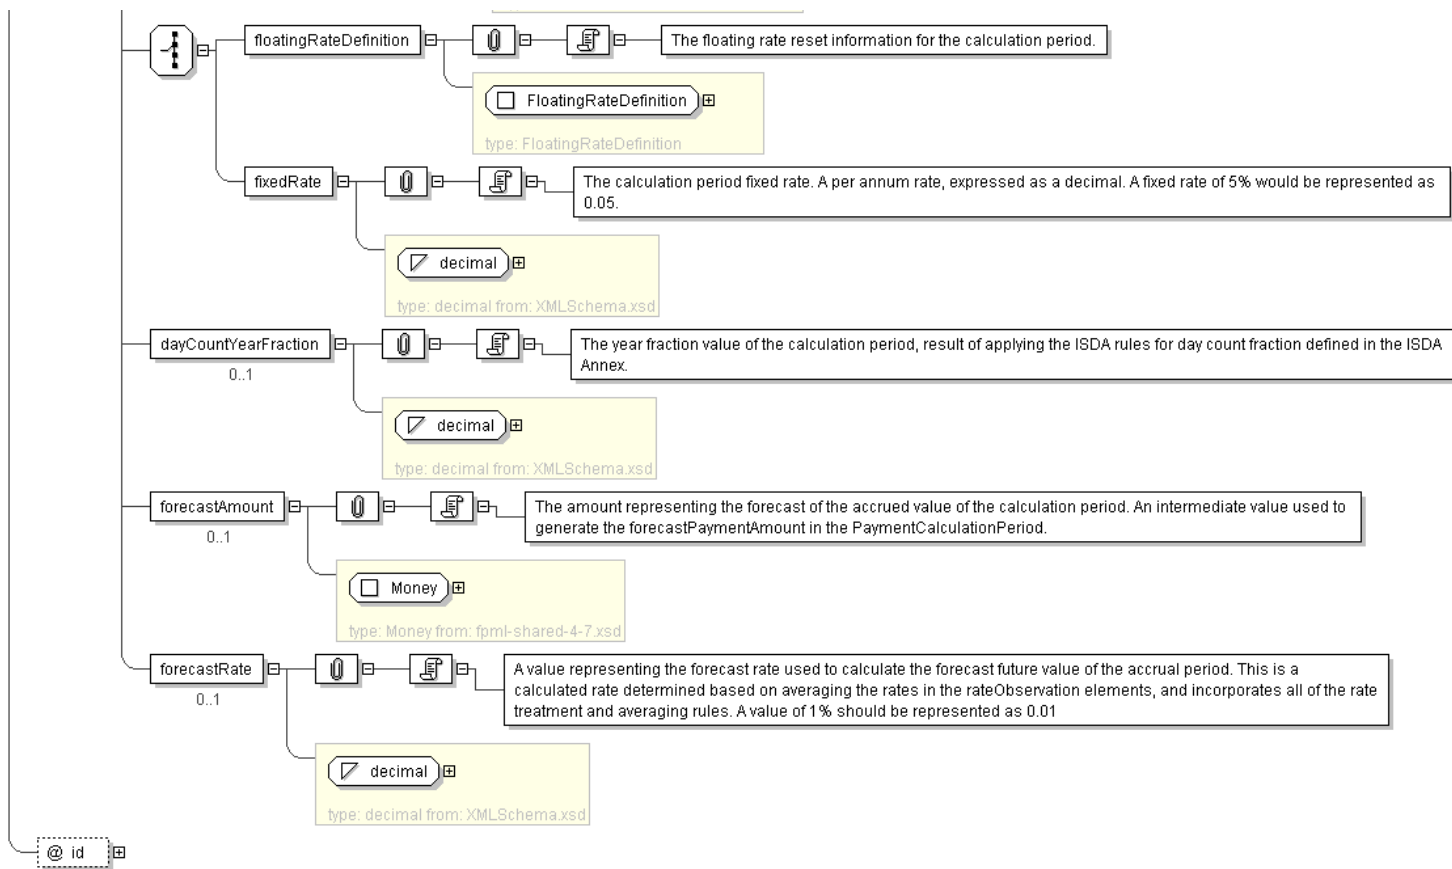 floatingRateDefinition
The floating rate reset information for the calculation period.
FloatingRateDefinition
type: FloatingRateDefinition
fixedRate
The calculation period fixed rate. A per annum rate, expressed as a decimal. A fixed rate of 5% would be represented as
0.05.
decimal
type: decimal from: XMLSchema.xsd
dayCountYearFraction
0..1
The year fraction value of the calculation period, result of applying the ISDA rules for day count fraction defined in the ISDA
Annex.
decimal
type: decimal from: XMLSchema.xsd
forecastAmount
0..1
The amount representing the forecast of the accrued value of the calculation period. An intermediate value used to
generate the forecastPaymentAmount in the PaymentCalculationPeriod.
Money
type: Money from: fpml-shared-4-7.xsd
forecastRate
0..1
A value representing the forecast rate used to calculate the forecast future value of the accrual period. This is a
calculated rate determined based on averaging the rates in the rateObservation elements, and incorporates all of the rate
treatment and averaging rules. A value of 1% should be represented as 0.01
decimal
type: decimal from: XMLSchema.xsd
@ id